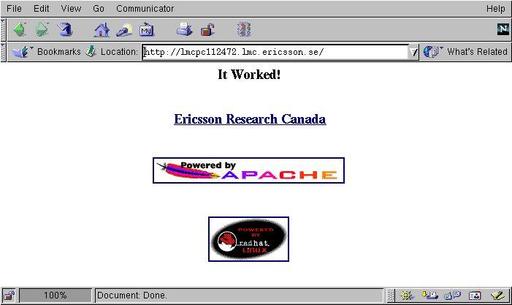 File Edit View Go Communicator Help
Bookmarks Location: http://lmcpc112472.lmc.ericsson.se/ What's Related
It Worked!
Ericsson Research Canada
Powered by
APACHE
POWERED
BY
redhat
LINUX
100% Document: Done.